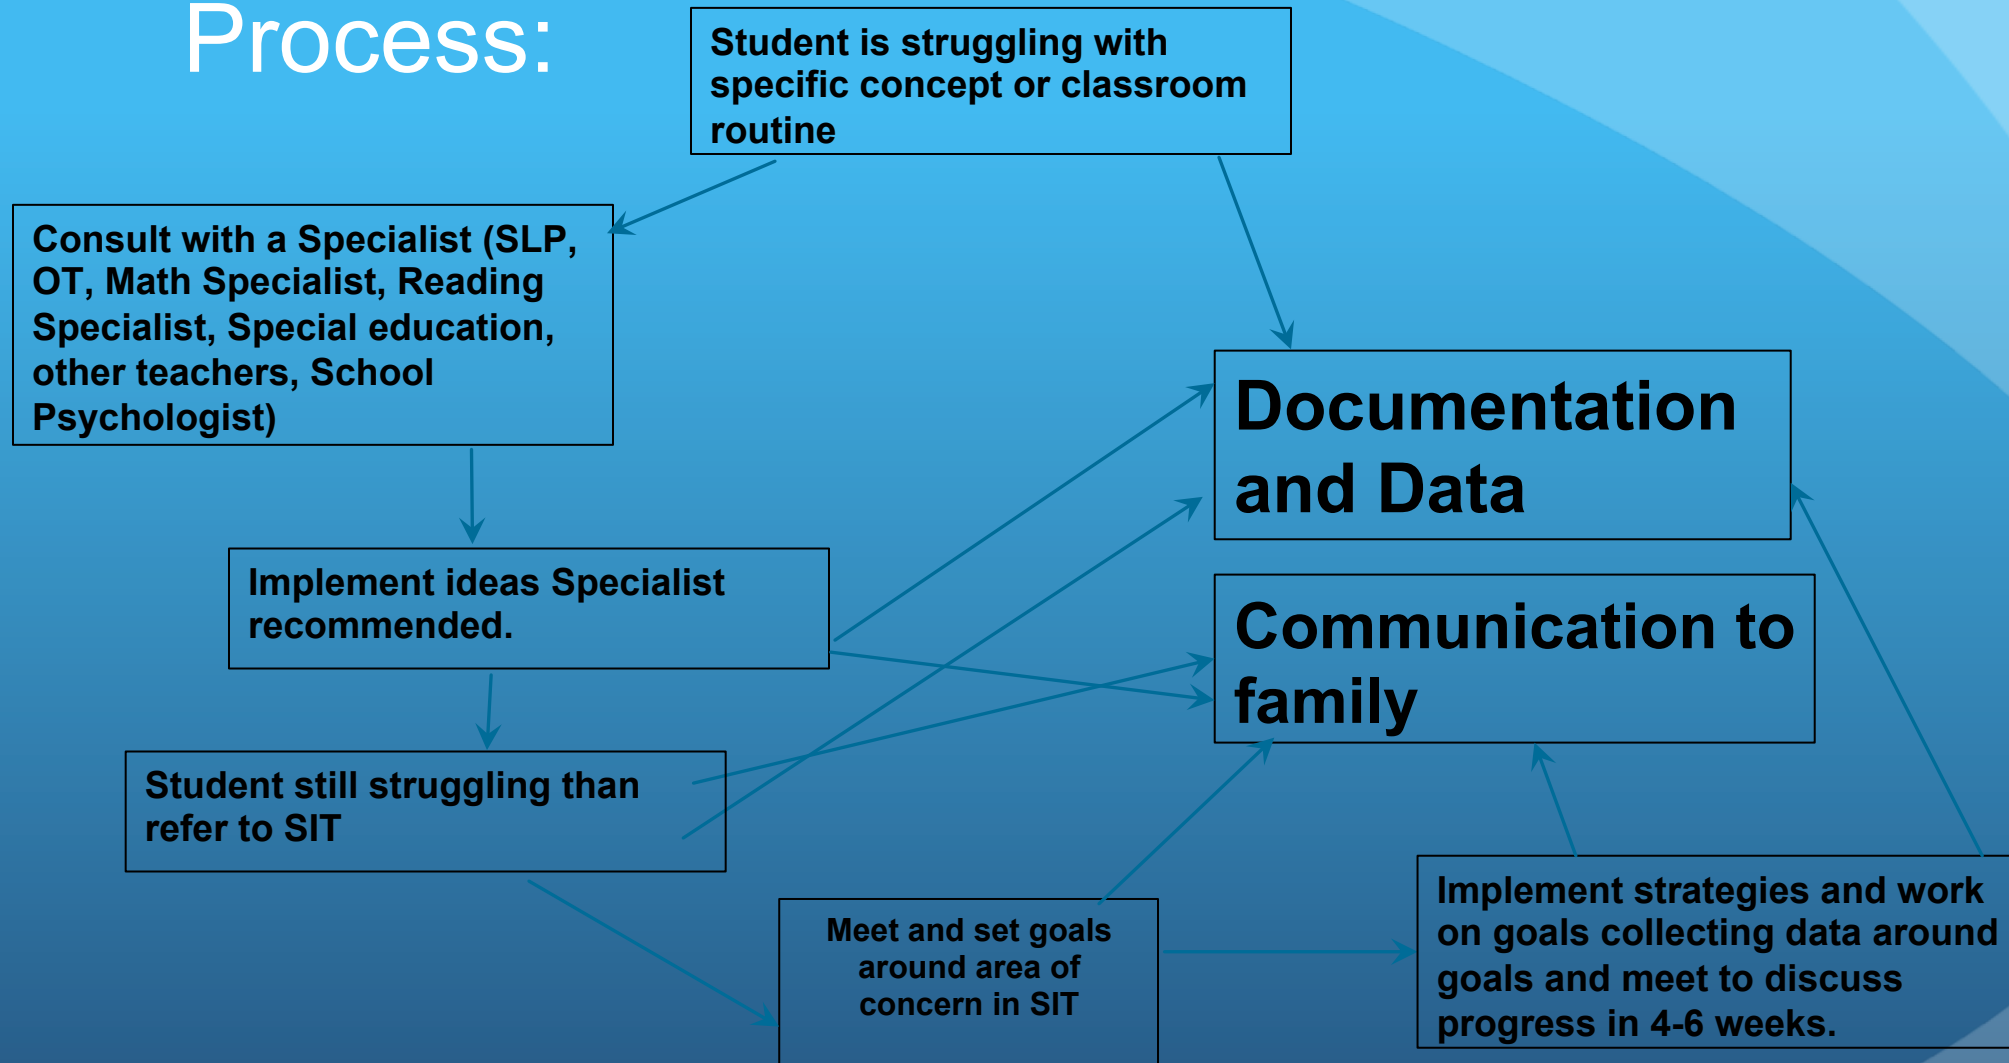 Process:
Student is struggling with
specific concept or classroom
routine
Consult with a Specialist (SLP,
OT, Math Specialist, Reading
Specialist, Special education,
other teachers, School
Psychologist)
Documentation
and Data
Implement ideas Specialist
recommended.
Communication to
family
Student still struggling than
refer to SIT
Meet and set goals
around area of
concern in SIT
Implement strategies and work
on goals collecting data around
goals and meet to discuss
progress in 4-6 weeks.